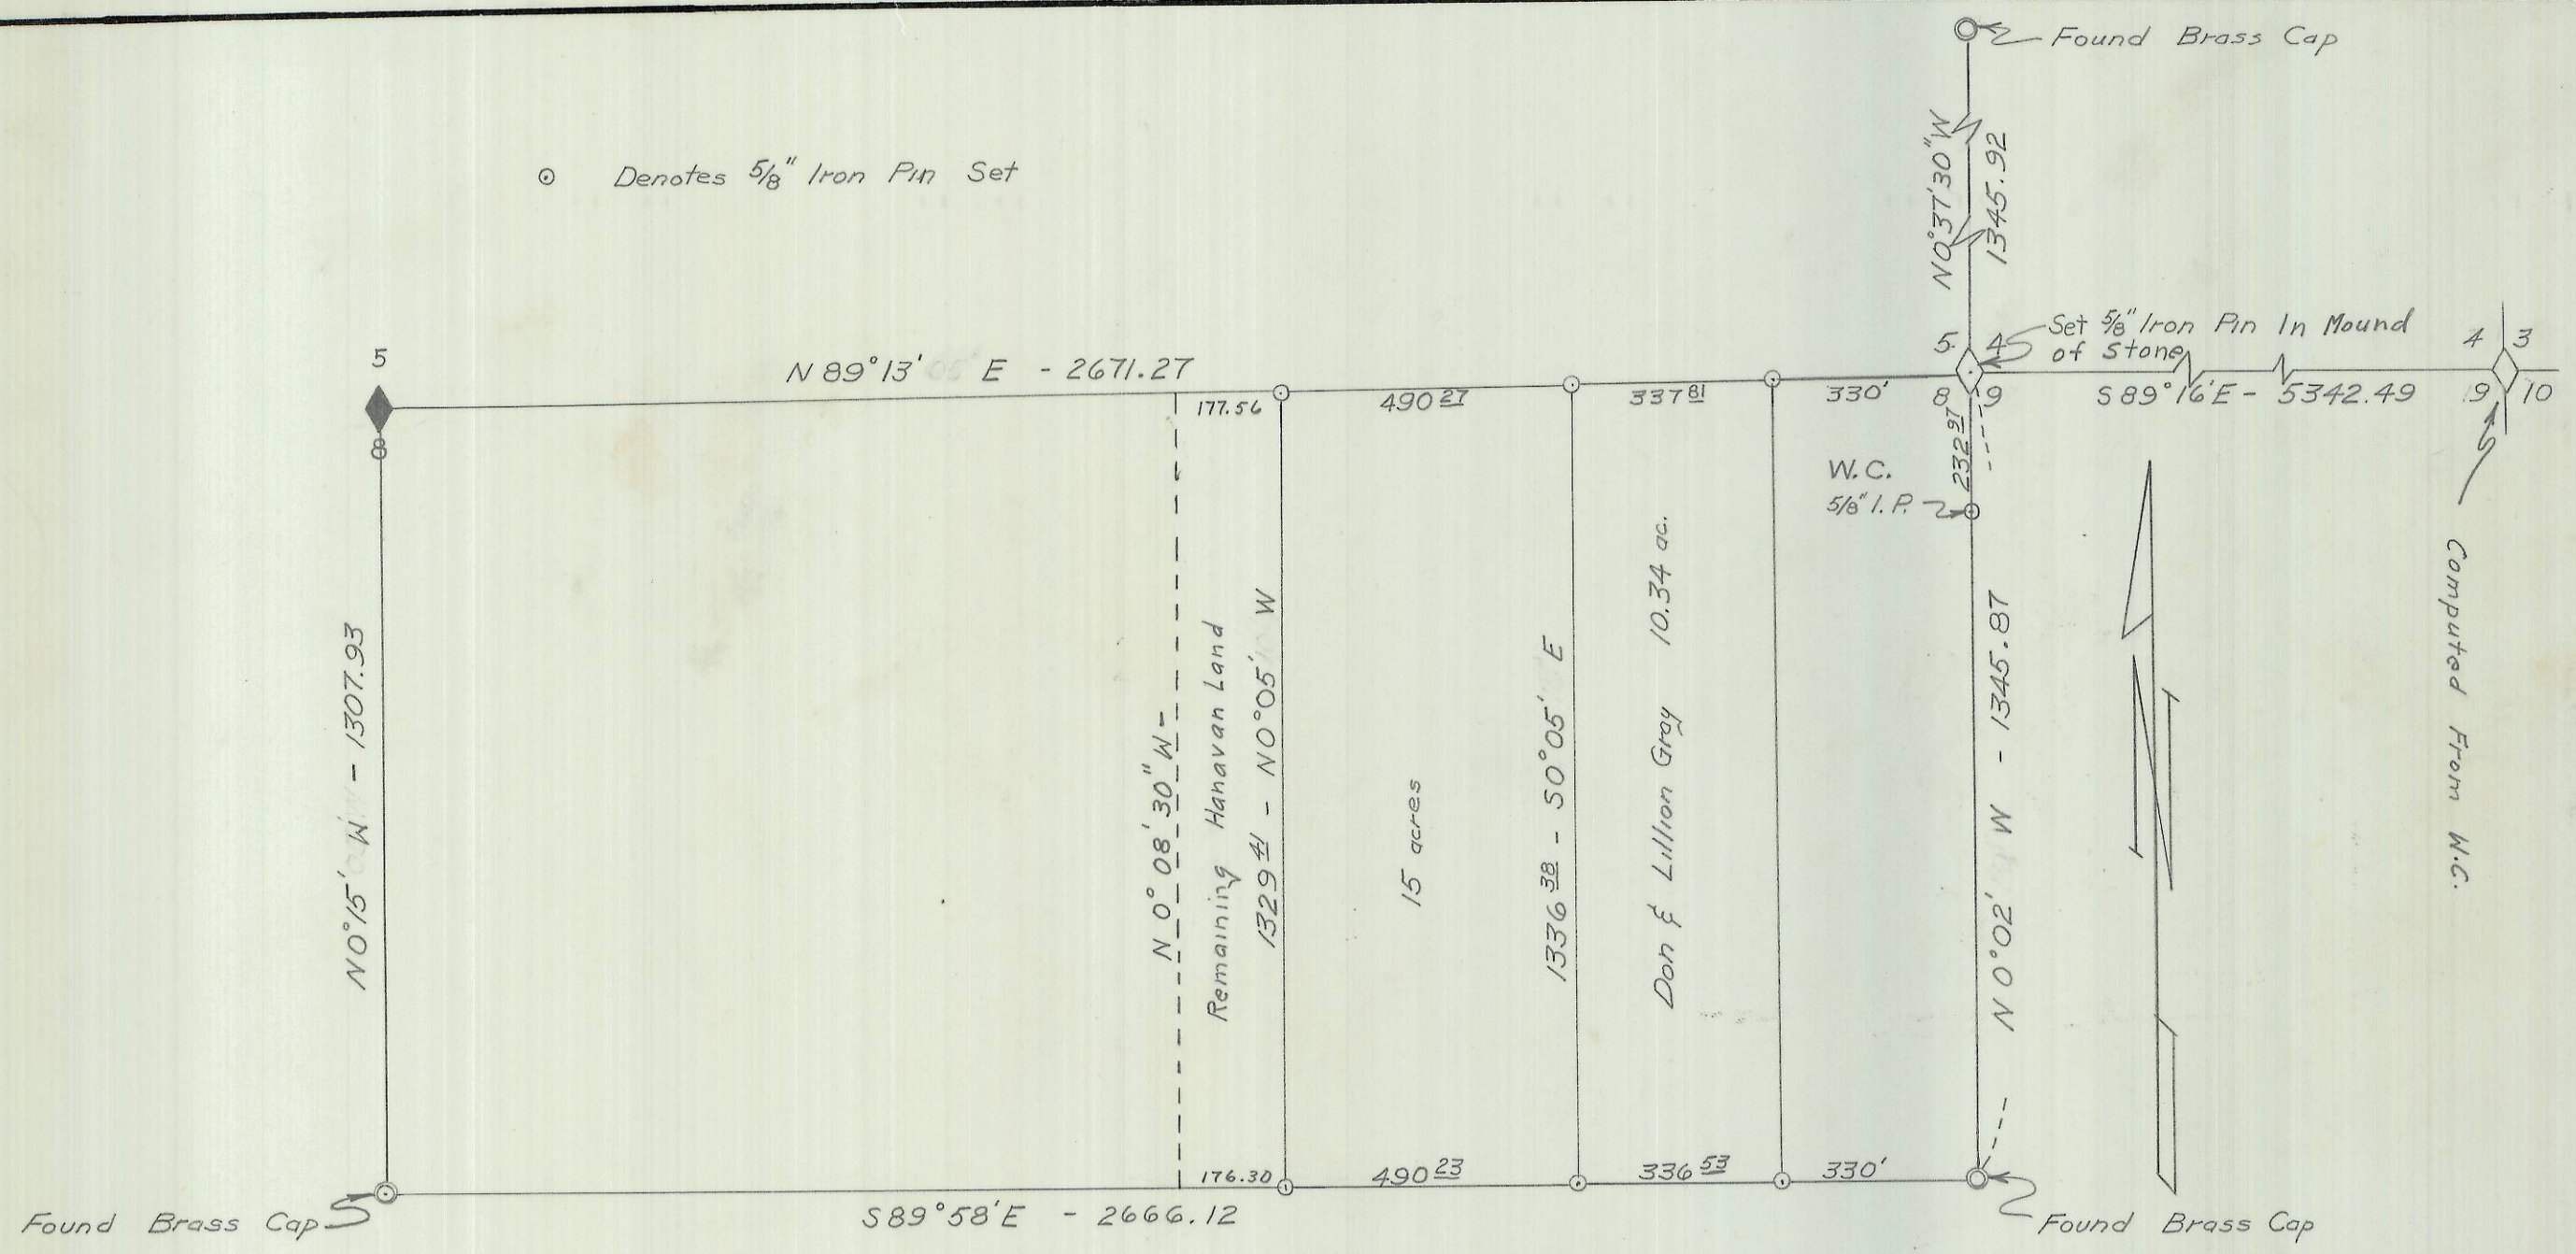 Found Brass Cap
⊙ Denotes 5/8" Iron Pin Set
N0°37'30"W
1345.92
5
N 89°13' E - 2671.27
5 4
Set 5/8" Iron Pin In Mound
of Stone
4 3
177.56
490 27
337 81
330'
8 9
S 89°16'E - 5342.49
9 10
8
232 97
W.C.
5/8" I.P.
Computed From W.C.
N0°15' W - 1307.93
N 0° 08' 30" W-
Remaining Hanavan Land
1329 41 - N0°05' W
15 acres
1336 38 - S0°05' E
Don & Lillion Gray 10.34 ac.
N 0°02' W - 1345.87
N
176.30
490 23
336 53
330'
Found Brass Cap
S89°58'E - 2666.12
Found Brass Cap